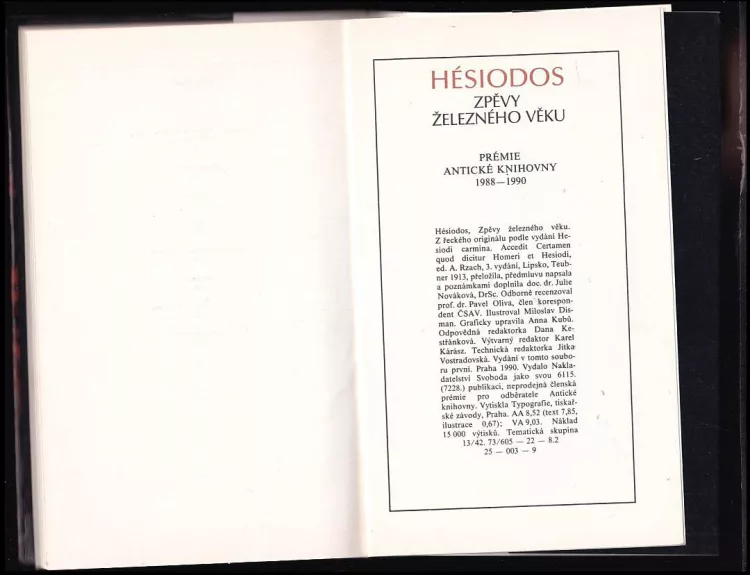 HÉSIODOS
ZPĚVY
ŽELEZNÉHO VĚKU
PRÉMIE
ANTICKÉ KNIHOVNY
1988—1990
Hésiodos, Zpěvy železného věku.
Z řeckého originálu podle vydání He-
siodi carmina. Accedit Certamen
quod dicitur Homeri et Hesiodi,
ed. A. Rzach, 3. vydání, Lipsko, Teub-
ner 1913, přeložila, předmluvu napsala
a poznámkami doplnila doc. dr. Julie
Nováková, DrSc. Odborně recenzoval
prof. dr. Pavel Oliva, člen korespon-
dent ČSAV. Ilustroval Miloslav Dis-
man. Graficky upravila Anna Kubů.
Odpovědná redaktorka Dana Ke-
střánková. Výtvarný redaktor Karel
Kárász. Technická redaktorka Jitka
Vostradovská. Vydání v tomto soubo-
ru první. Praha 1990. Vydalo Nakla-
datelství Svoboda jako svou 6115.
(7228.) publikaci, neprodejná členská
prémie pro odběratele Antické
knihovny. Vytiskla Typografie, tiskař-
ské závody, Praha. AA 8,52 (text 7,85,
ilustrace 0,67); VA 9,03. Náklad
15 000 výtisků. Tematická skupina
13/42. 73/605 — 22 — 8.2
25 — 003 — 9